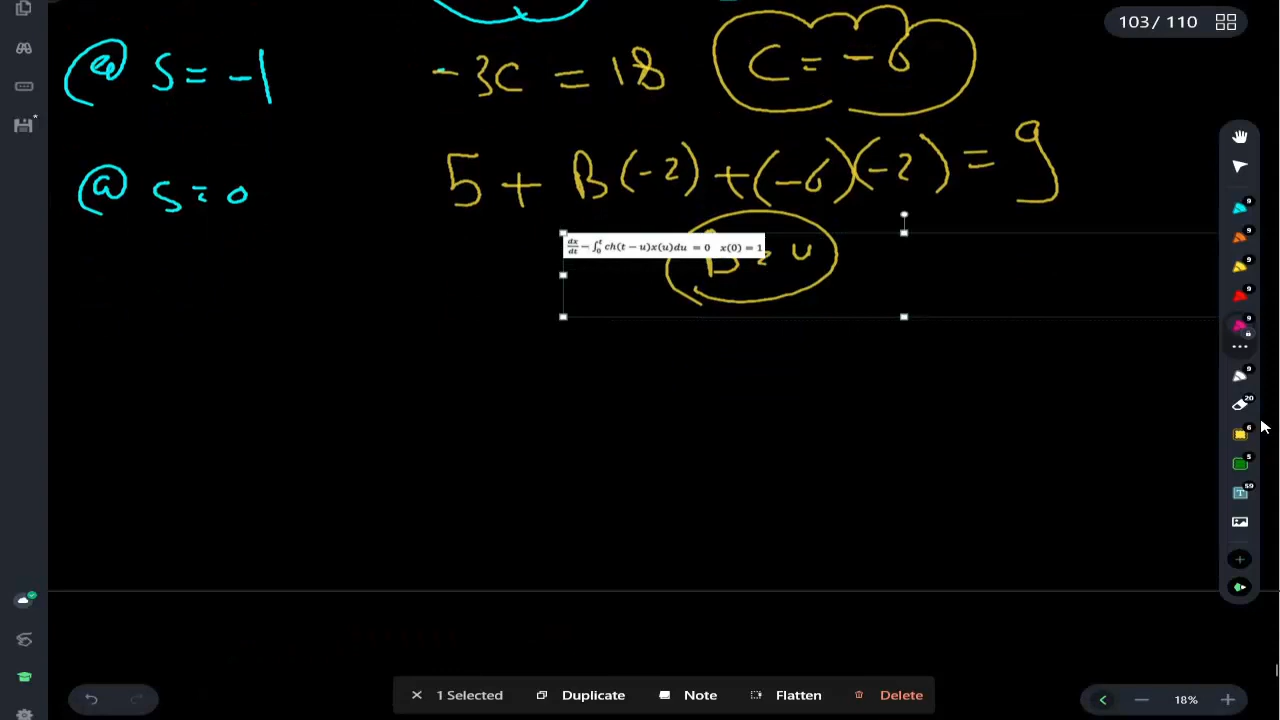 103/ 110
@ S = -1 -3C = 18 C = -6
@ S = 0 5 + B(-2) + (-6)(-2) = 9
dx/dt − ∫₀ᵗ ch(t − u)x(u)du = 0 x(0) = 1
1 Selected Duplicate Note Flatten Delete
18%